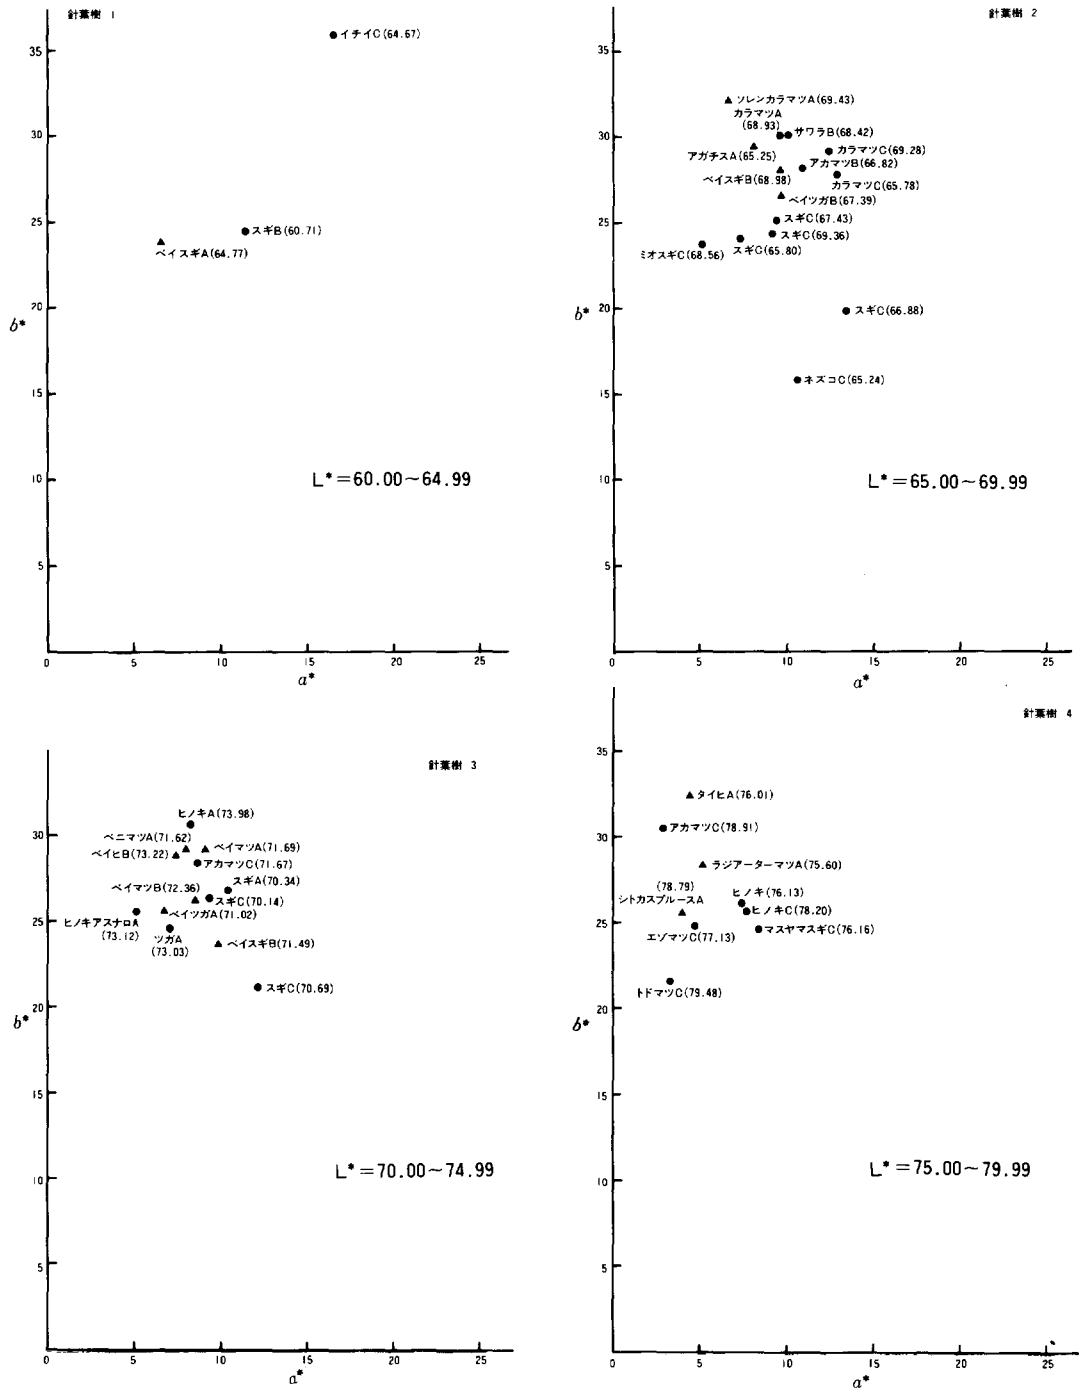 針葉樹 1
35
イチイC(64.67)
30
25
スギB(60.71)
ベイスギA(64.77)
20
b*
15
10
L*=60.00~64.99
5
0 5 10 15 20 25
a*
針葉樹 2
35
ソレンカラマツA(69.43)
カラマツA
(68.93)
サワラB(68.42)
30
カラマツC(69.28)
アガチスA(65.25)
アカマツB(66.82)
ベイスギB(68.98)
カラマツC(65.78)
ベイツガB(67.39)
25
スギC(67.43)
スギC(69.36)
ミオスギC(68.56)
スギC(65.80)
20
スギC(66.88)
b*
ネズコC(65.24)
15
10
L*=65.00~69.99
5
0 5 10 15 20 25
a*
針葉樹 3
ヒノキA(73.98)
30
ベニマツA(71.62)
ベイマツA(71.69)
ベイヒB(73.22)
アカマツC(71.67)
スギA(70.34)
ベイマツB(72.36)
スギC(70.14)
25
ヒノキアスナロA
(73.12)
ベイツガA(71.02)
ツガA
(73.03)
ベイスギB(71.49)
スギC(70.69)
20
b*
15
10
L*=70.00~74.99
5
0 5 10 15 20 25
a*
針葉樹 4
35
タイヒA(76.01)
アカマツC(78.91)
30
ラジアーターマツA(75.60)
(78.79)
シトカスプルースA
ヒノキ(76.13)
25
ヒノキC(78.20)
エゾマツC(77.13)
マスヤマスギC(76.16)
トドマツC(79.48)
20
b*
15
10
L*=75.00~79.99
5
0 5 10 15 20 25
a*